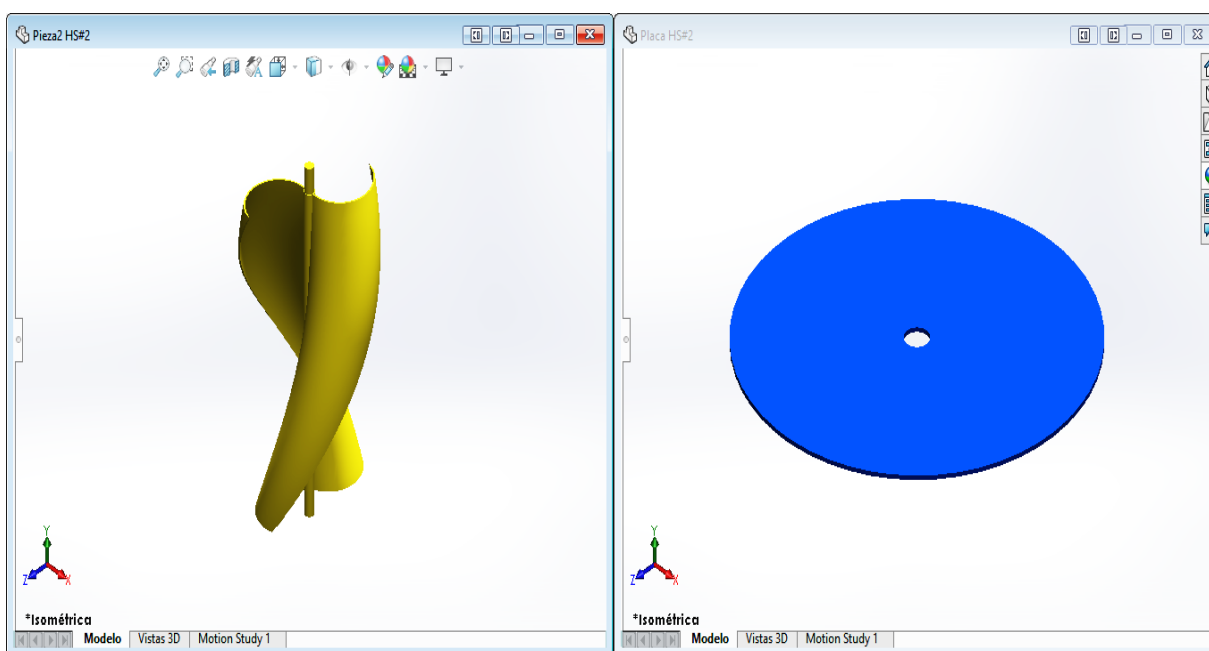 Pieza2 HS#2
Placa HS#2
Y
Z
X
*Isométrica
Modelo
Vistas 3D
Motion Study 1
Y
Z
X
*Isométrica
Modelo
Vistas 3D
Motion Study 1